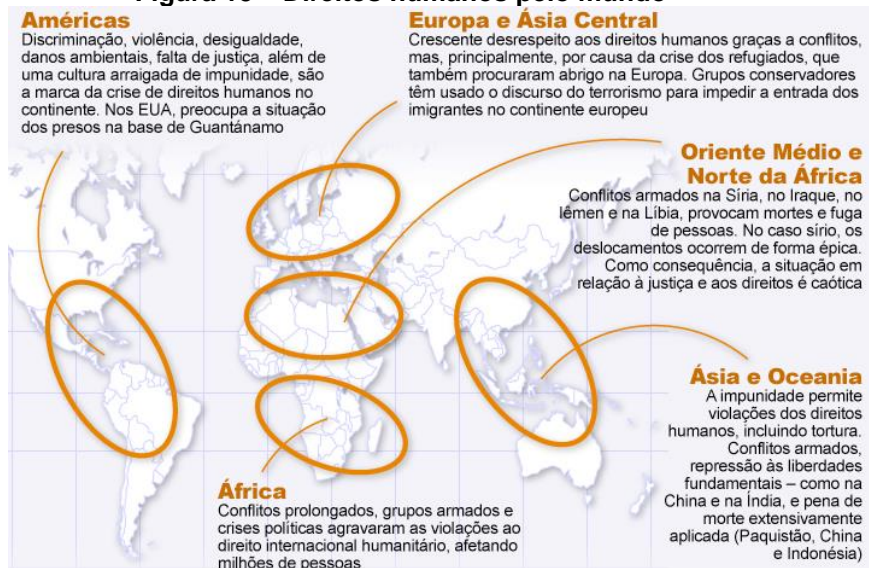 Figura 16 – Direitos humanos pelo mundo
Américas
Discriminação, violência, desigualdade,
danos ambientais, falta de justiça, além de
uma cultura arraigada de impunidade, são
a marca da crise de direitos humanos no
continente. Nos EUA, preocupa a situação
dos presos na base de Guantánamo
Europa e Ásia Central
Crescente desrespeito aos direitos humanos graças a conflitos,
mas, principalmente, por causa da crise dos refugiados, que
também procuraram abrigo na Europa. Grupos conservadores
têm usado o discurso do terrorismo para impedir a entrada dos
imigrantes no continente europeu
Oriente Médio e
Norte da África
Conflitos armados na Síria, no Iraque, no
Iêmen e na Líbia, provocam mortes e fuga
de pessoas. No caso sírio, os
deslocamentos ocorrem de forma épica.
Como consequência, a situação em
relação à justiça e aos direitos é caótica
Ásia e Oceania
A impunidade permite
violações dos direitos
humanos, incluindo tortura.
Conflitos armados,
repressão às liberdades
fundamentais – como na
China e na Índia, e pena de
morte extensivamente
aplicada (Paquistão, China
e Indonésia)
África
Conflitos prolongados, grupos armados e
crises políticas agravaram as violações ao
direito internacional humanitário, afetando
milhões de pessoas